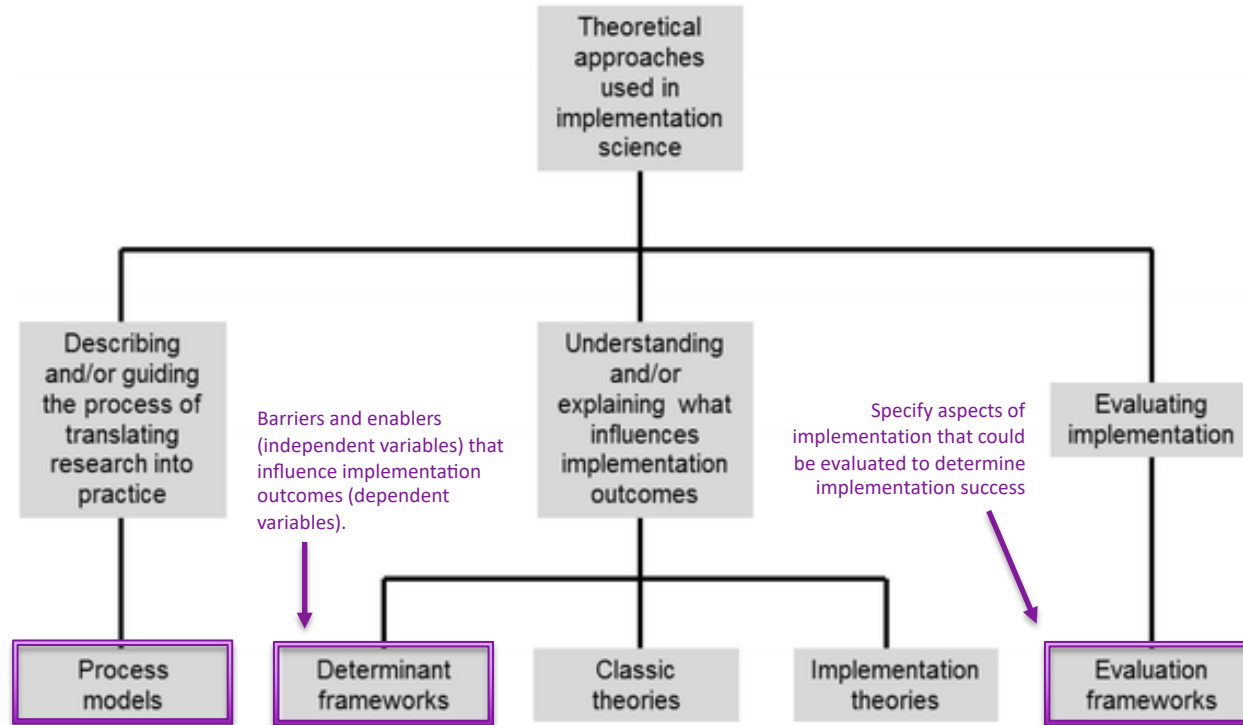 Theoretical
approaches
used in
implementation
science
Describing
and/or guiding
the process of
translating
research into
practice
Barriers and enablers
(independent variables) that
influence implementation
outcomes (dependent
variables).
Understanding
and/or
explaining what
influences
implementation
outcomes
Specify aspects of
implementation that could
be evaluated to determine
implementation success
Evaluating
implementation
Process
models
Determinant
frameworks
Classic
theories
Implementation
theories
Evaluation
frameworks